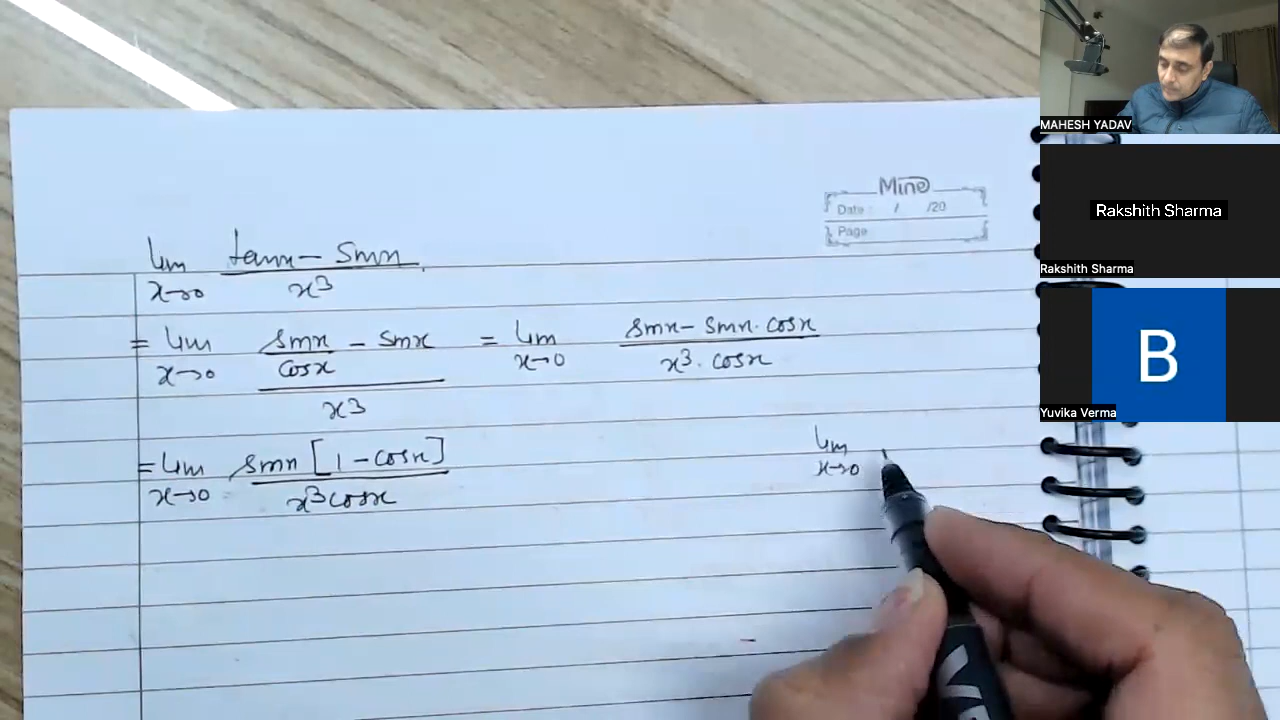 Mine
Date : / /20
Page
lim x→0 tanx − sinx / x³
= lim x→0 sinx/cosx − sinx / x³ = lim x→0 sinx − sinx · cosx / x³ · cosx
= lim x→0 sinx [1 − cosx] / x³cosx
lim x→0
MAHESH YADAV
Rakshith Sharma
Rakshith Sharma
B
Yuvika Verma